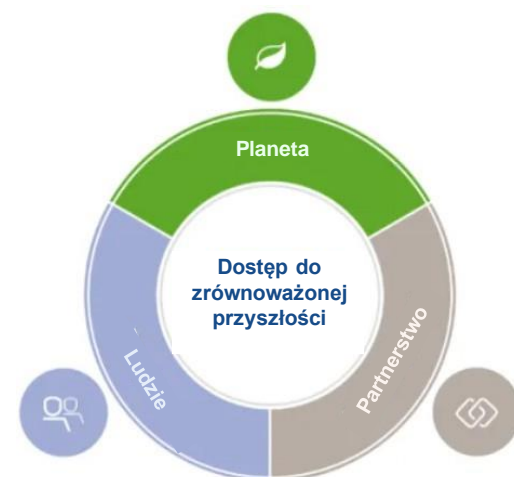 Planeta
Dostęp do
zrównoważonej
przyszłości
Ludzie
Partnerstwo